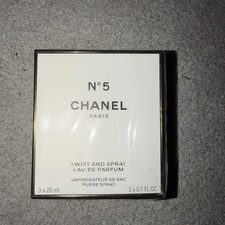 N°5
CHANEL
PARIS
TWIST AND SPRAY
EAU DE PARFUM
VAPORISATEUR DE SAC
PURSE SPRAY
3 x 20 ml
3 x 0.7 FL. OZ